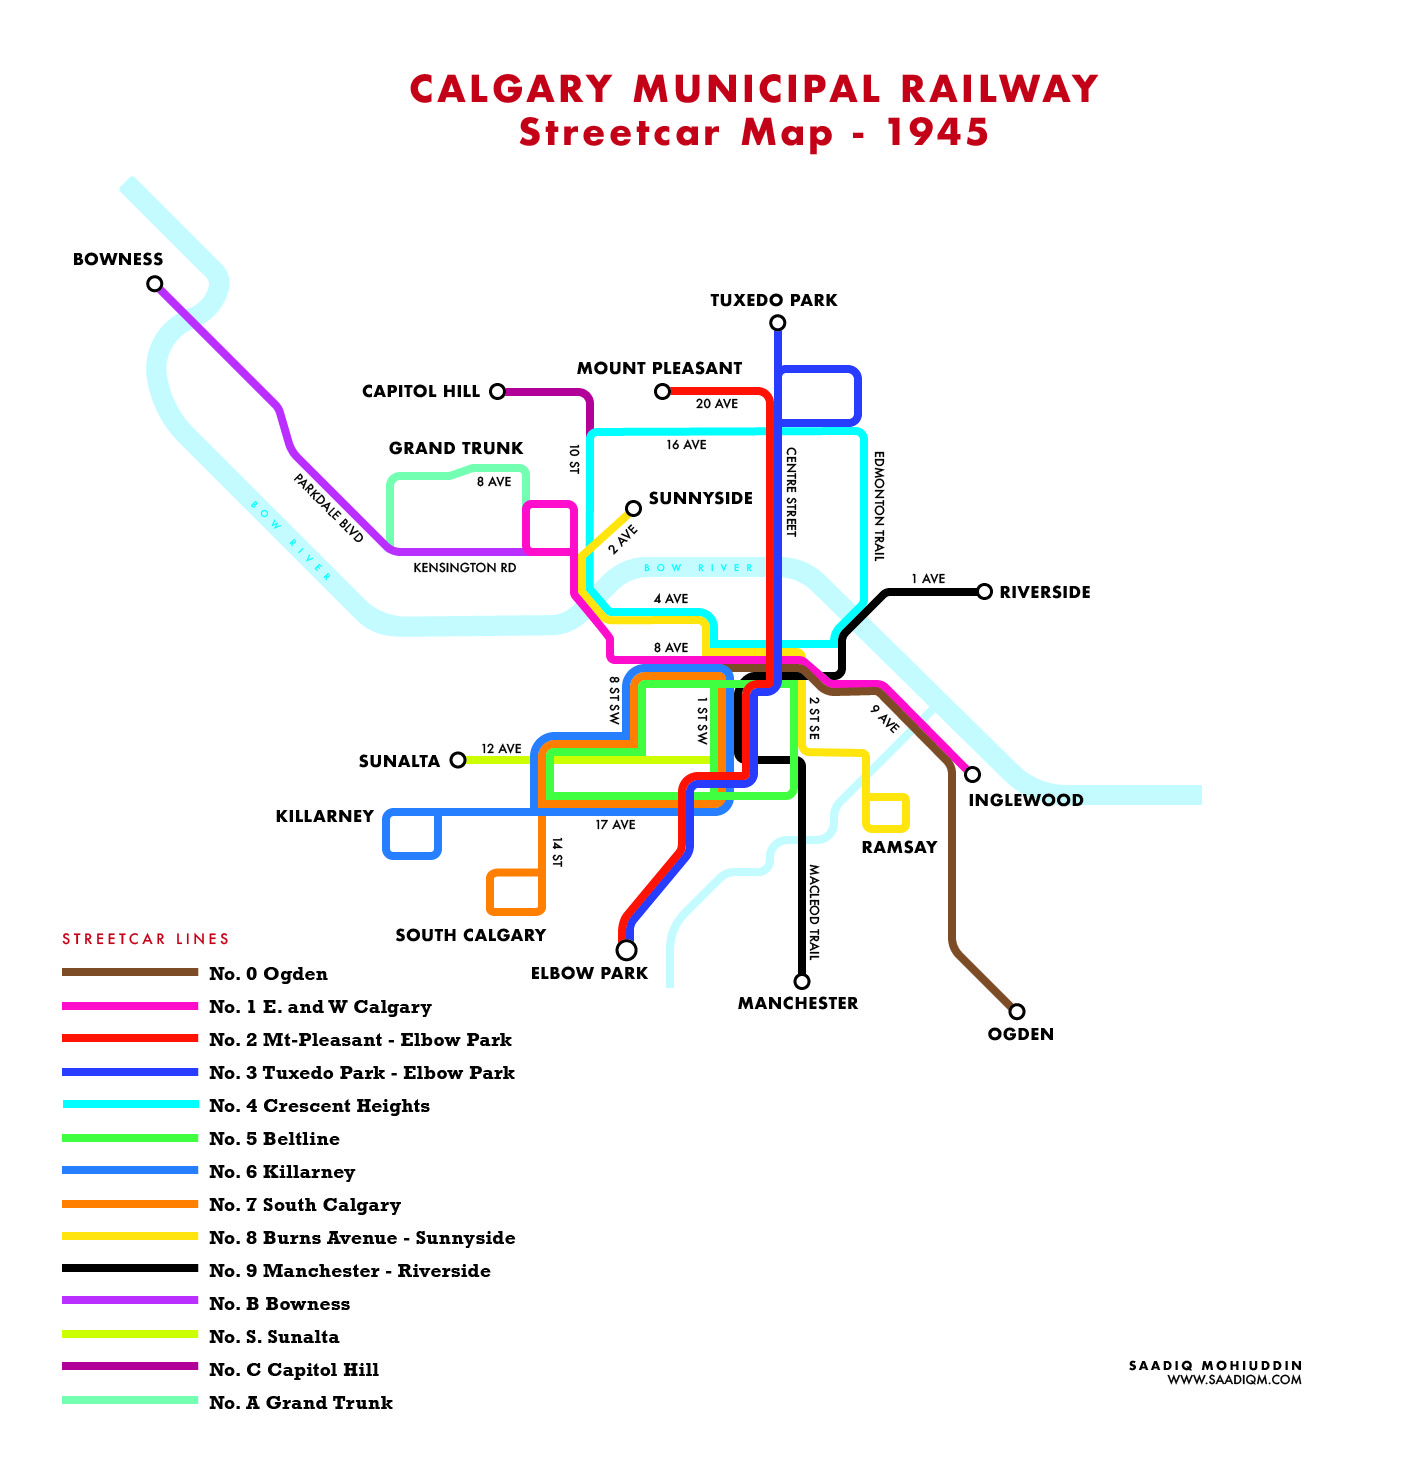 CALGARY MUNICIPAL RAILWAY
Streetcar Map - 1945
BOWNESS
TUXEDO PARK
MOUNT PLEASANT
CAPITOL HILL
20 AVE
16 AVE
10 ST
GRAND TRUNK
8 AVE
CENTRE STREET
EDMONTON TRAIL
SUNNYSIDE
2 AVE
PARKDALE BLVD
BOW RIVER
KENSINGTON RD
BOW RIVER
1 AVE
RIVERSIDE
4 AVE
8 AVE
8 ST SW
1 ST SW
2 ST SE
9 AVE
12 AVE
SUNALTA
INGLEWOOD
KILLARNEY
17 AVE
14 ST
RAMSAY
MACLEOD TRAIL
SOUTH CALGARY
ELBOW PARK
MANCHESTER
OGDEN
STREETCAR LINES
No. 0 Ogden
No. 1 E. and W Calgary
No. 2 Mt-Pleasant - Elbow Park
No. 3 Tuxedo Park - Elbow Park
No. 4 Crescent Heights
No. 5 Beltline
No. 6 Killarney
No. 7 South Calgary
No. 8 Burns Avenue - Sunnyside
No. 9 Manchester - Riverside
No. B Bowness
No. S. Sunalta
No. C Capitol Hill
No. A Grand Trunk
SAADIQ MOHIUDDIN
WWW.SAADIQM.COM